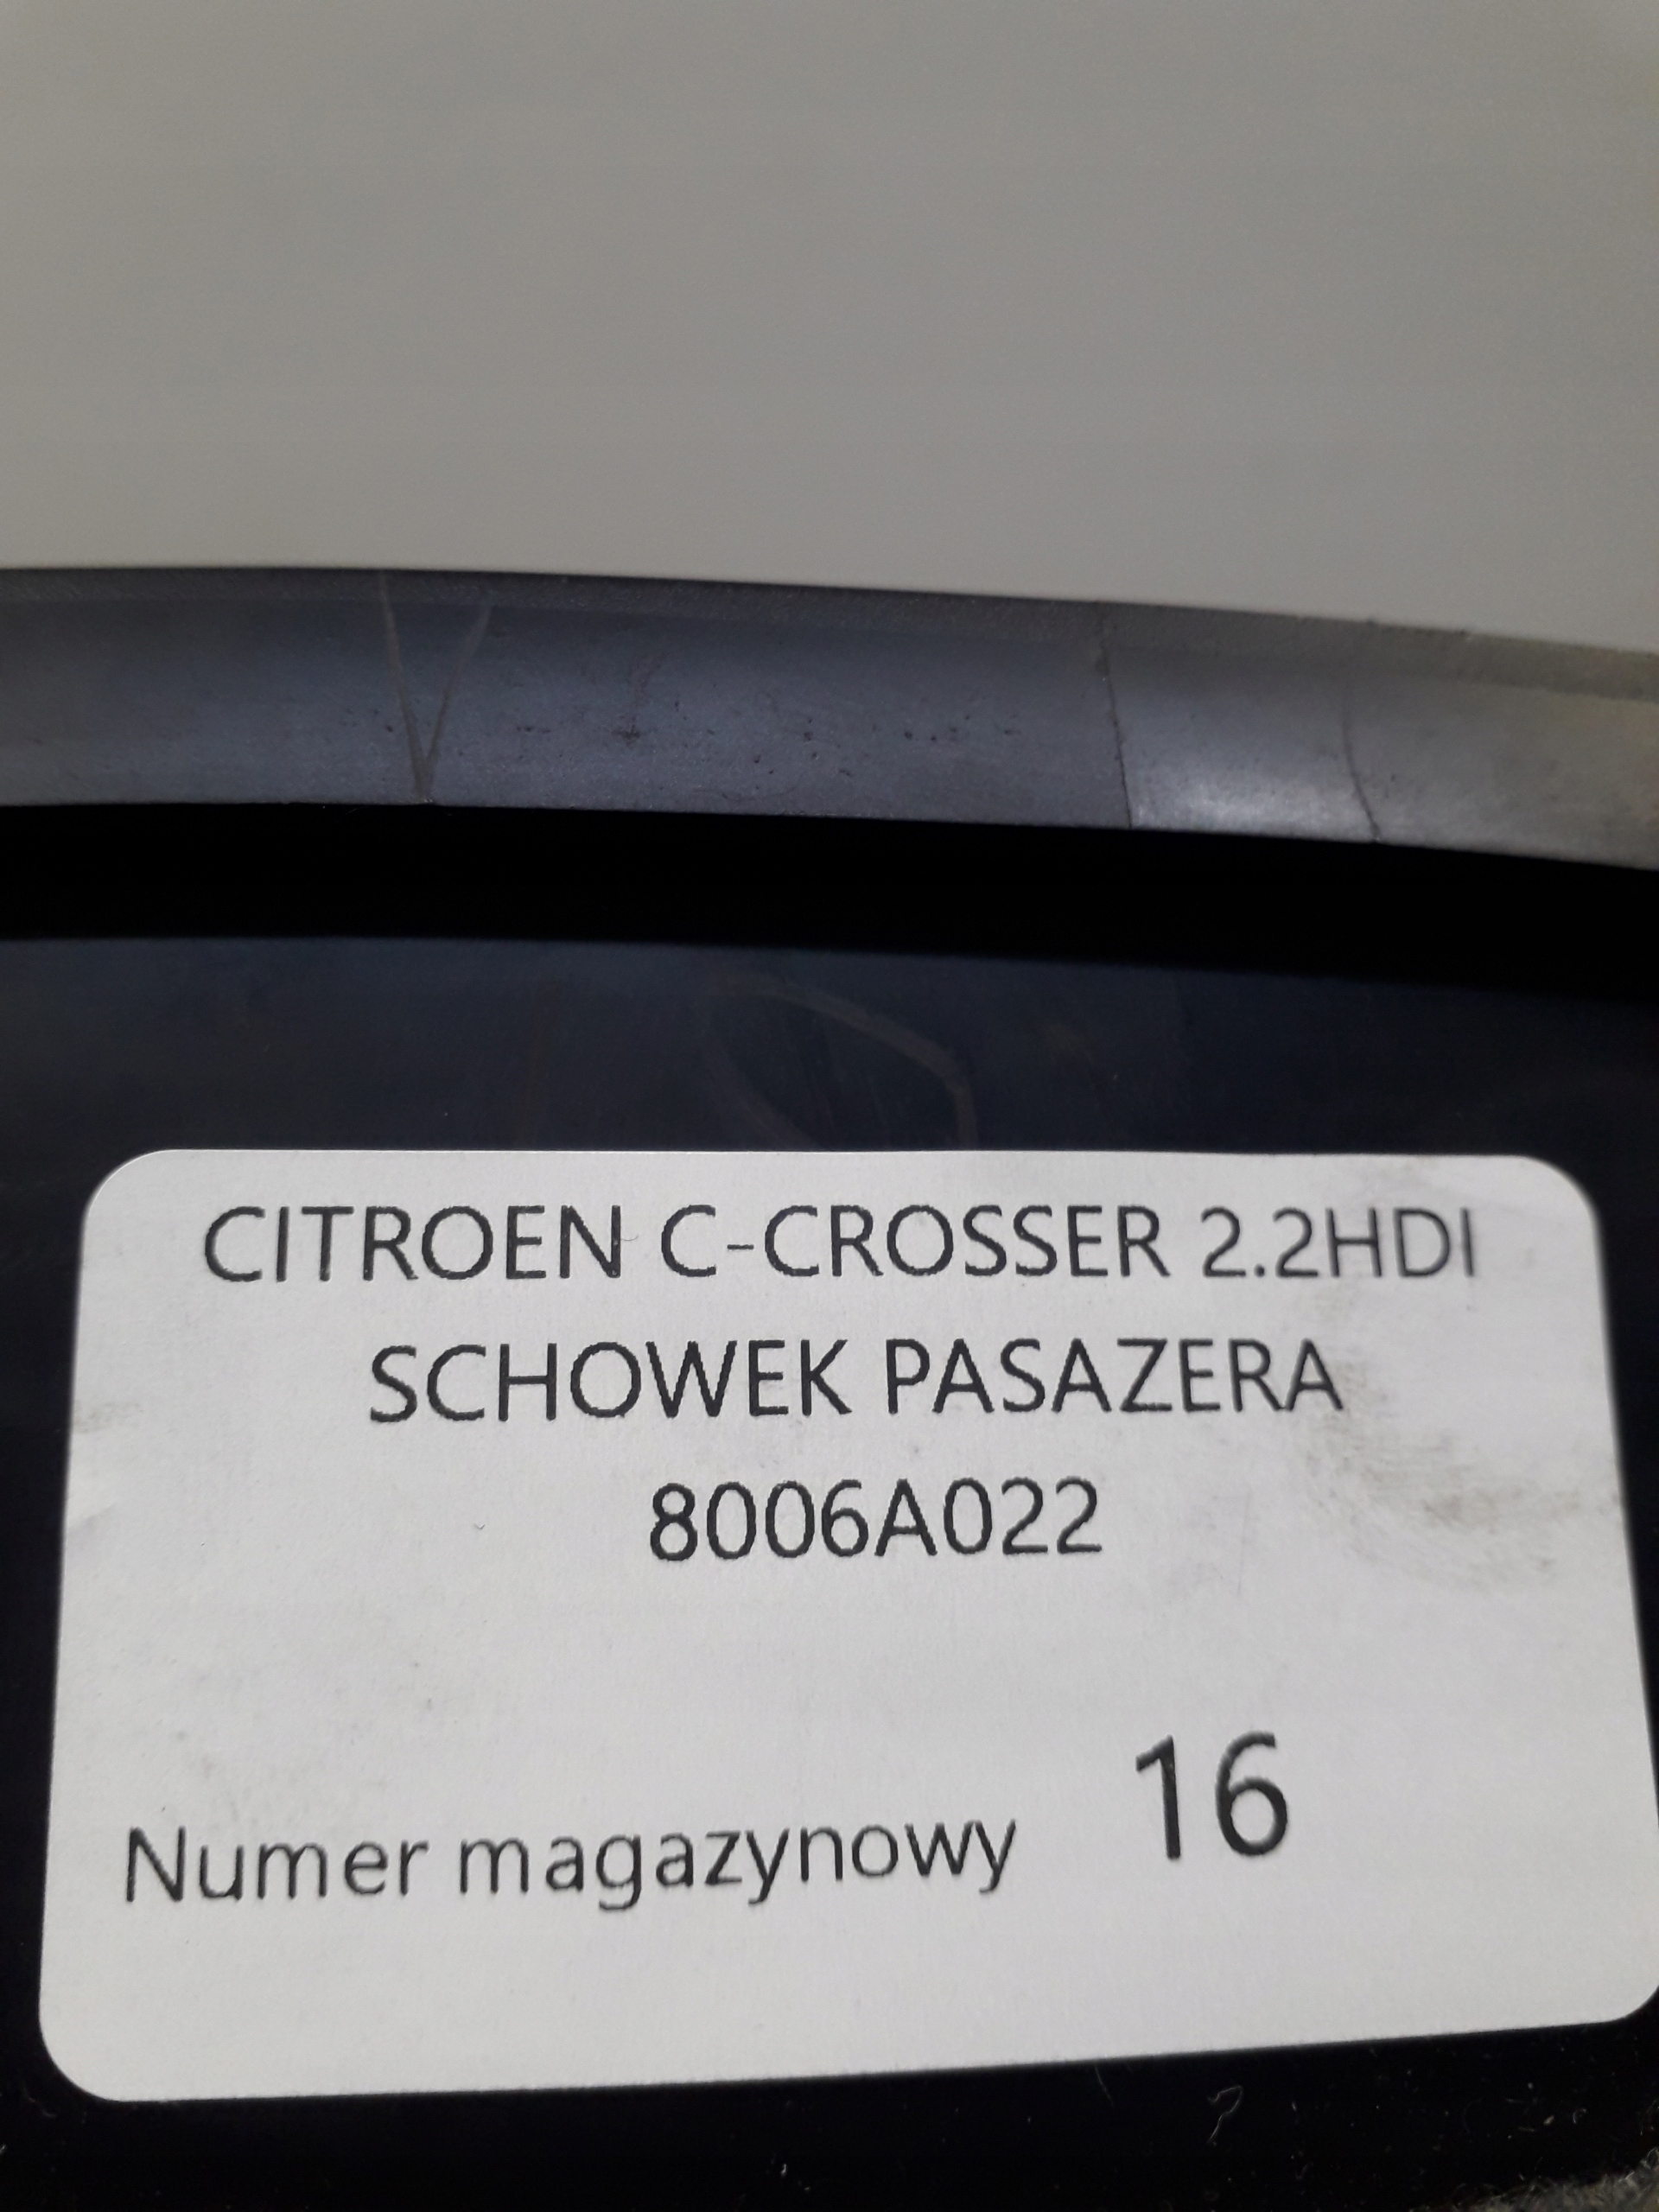 CITROEN C-CROSSER 2.2HDI
SCHOWEK PASAZERA
8006A022
Numer magazynowy 16